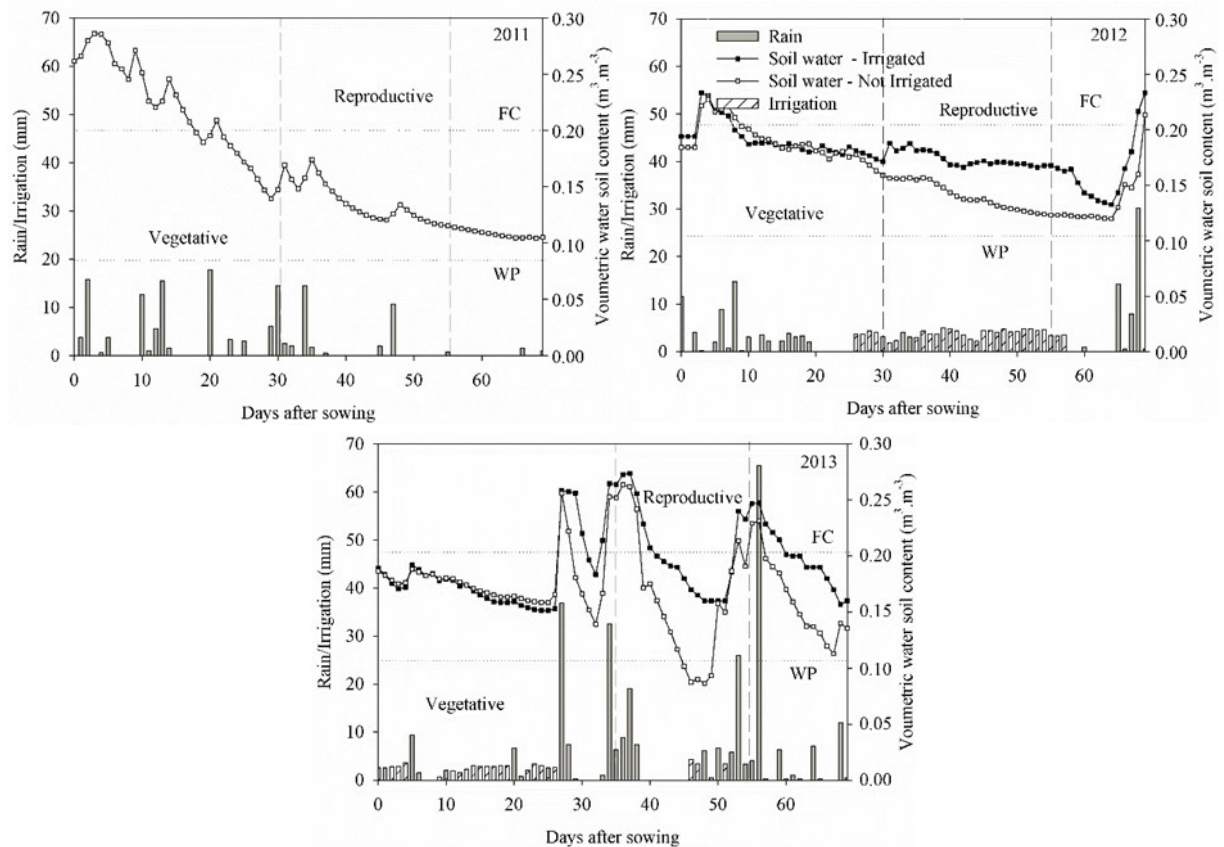 2011
70
60
50
40
30
20
10
0
Rain/Irrigation (mm)
0.30
0.25
0.20
0.15
0.10
0.05
0.00
Voumetric water soil content (m³.m⁻³)
Reproductive
FC
Vegetative
WP
0 10 20 30 40 50 60
Days after sowing
2012
Rain
Soil water - Irrigated
Soil water - Not Irrigated
Irrigation
70
60
50
40
30
20
10
0
Rain/Irrigation (mm)
0.30
0.25
0.20
0.15
0.10
0.05
0.00
Voumetric water soil content (m³.m⁻³)
Reproductive
FC
Vegetative
WP
0 10 20 30 40 50 60
Days after sowing
2013
70
60
50
40
30
20
10
0
Rain/Irrigation (mm)
0.30
0.25
0.20
0.15
0.10
0.05
0.00
Voumetric water soil content (m³.m⁻³)
Reproductive
FC
WP
Vegetative
0 10 20 30 40 50 60
Days after sowing